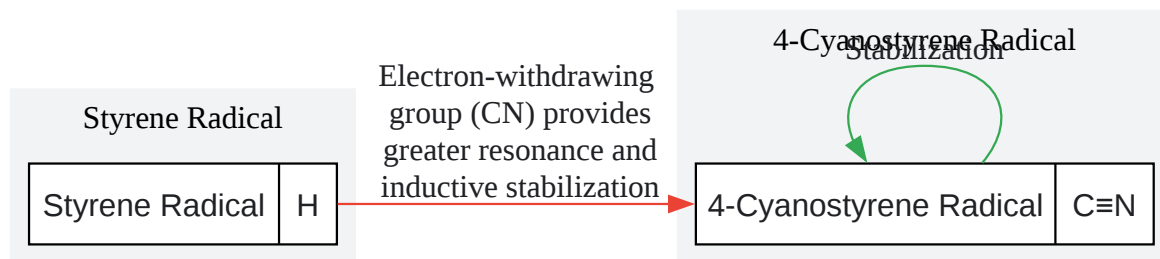 Styrene Radical
Styrene Radical
H
Electron-withdrawing
group (CN) provides
greater resonance and
inductive stabilization
4-Cyanostyrene Radical
Stabilization
4-Cyanostyrene Radical
C≡N